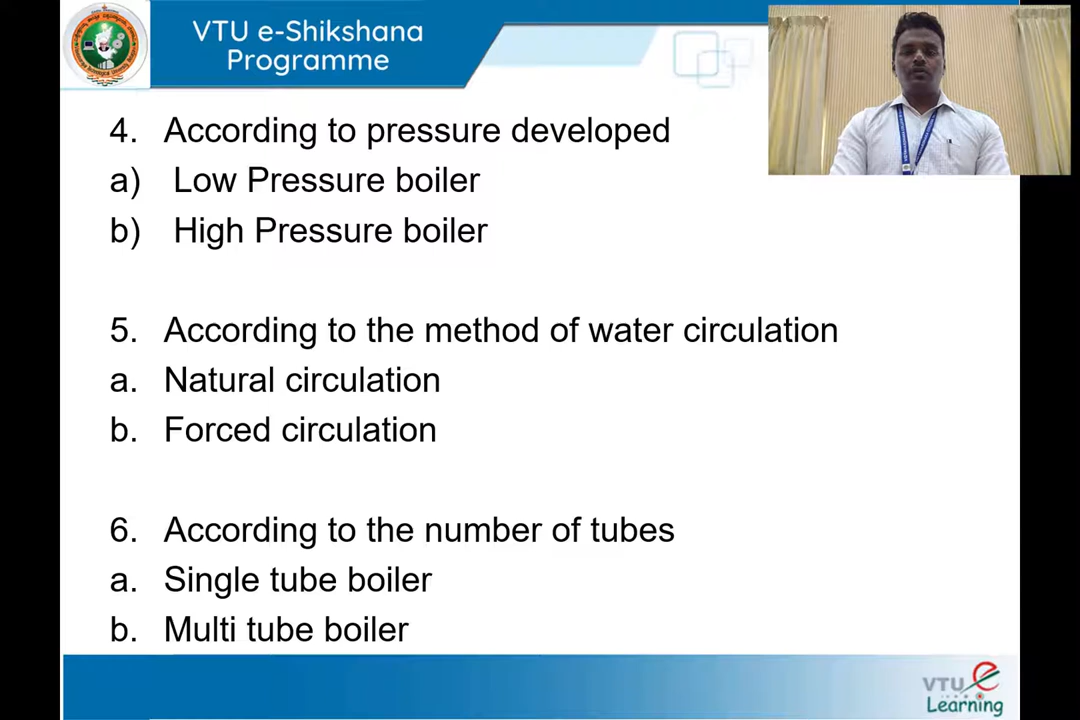 VTU e-Shikshana
Programme
4. According to pressure developed
a) Low Pressure boiler
b) High Pressure boiler
5. According to the method of water circulation
a. Natural circulation
b. Forced circulation
6. According to the number of tubes
a. Single tube boiler
b. Multi tube boiler
VTU e
Learning